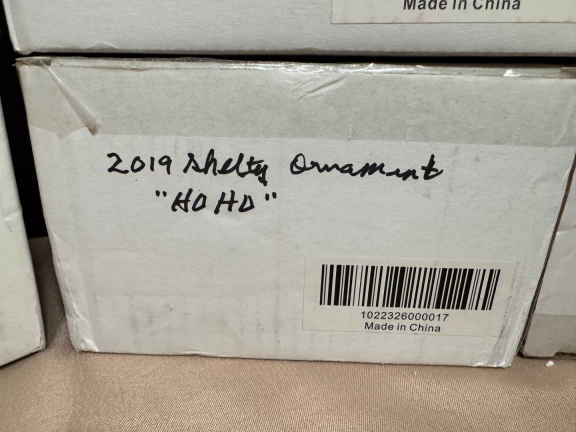 Made in China
2019 Shelty Ornament
"HO HO"
1022326000017
Made in China